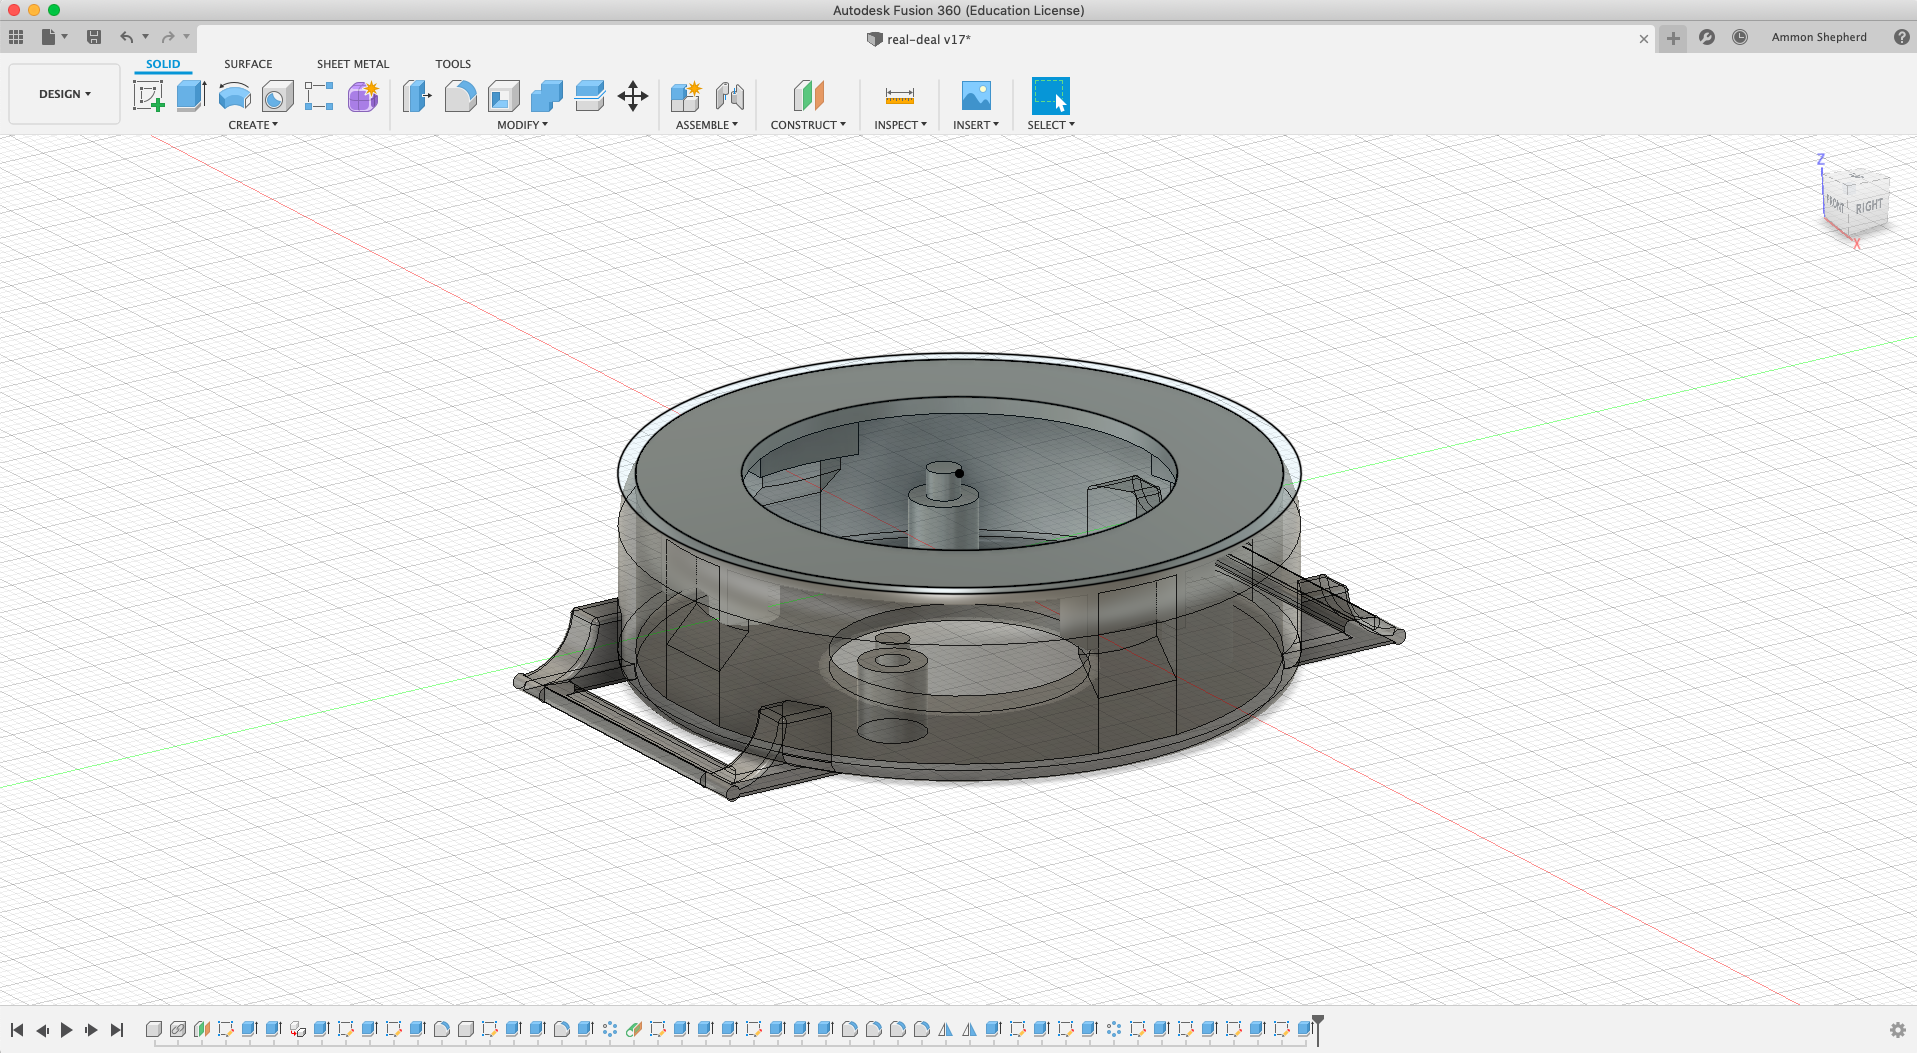 Autodesk Fusion 360 (Education License)
real-deal v17*
Ammon Shepherd
SOLID SURFACE SHEET METAL TOOLS
DESIGN
CREATE MODIFY ASSEMBLE CONSTRUCT INSPECT INSERT SELECT
Z
FRONT RIGHT
X